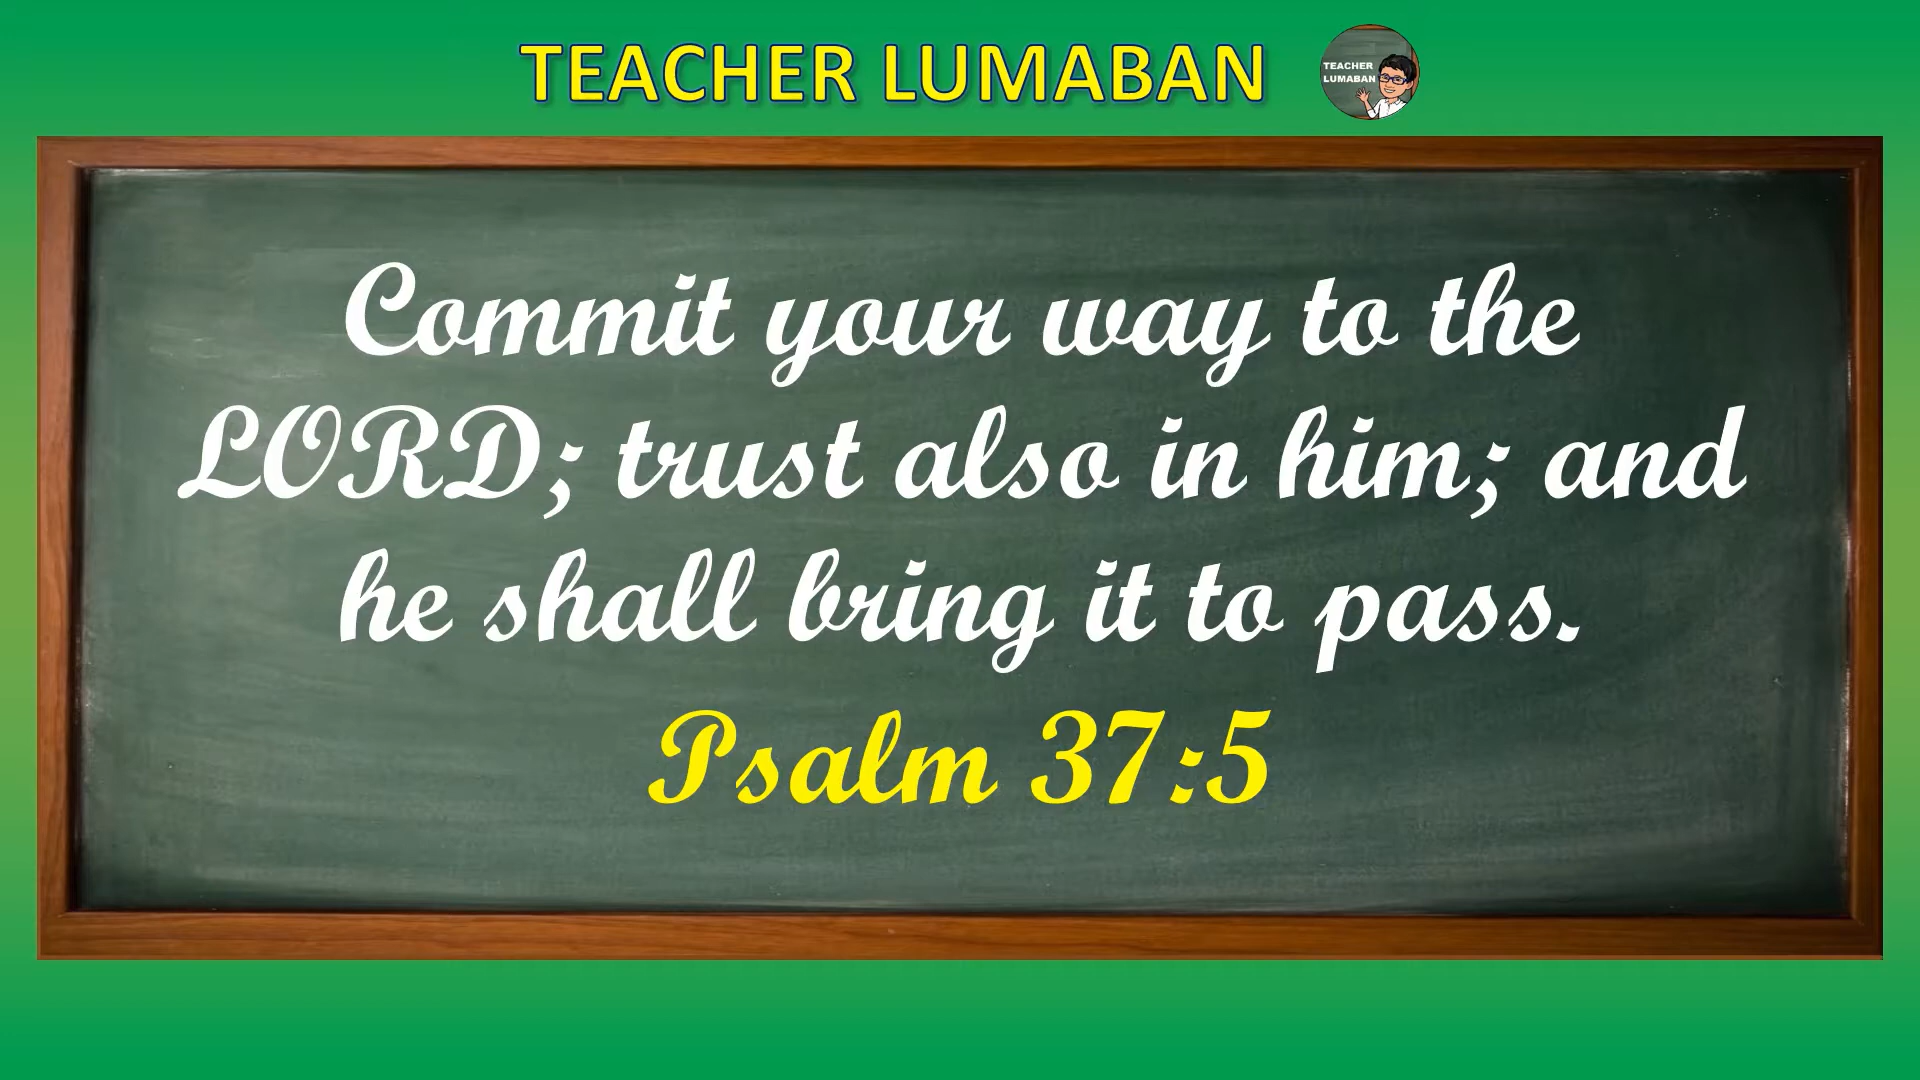 TEACHER LUMABAN
TEACHER
LUMABAN
Commit your way to the
LORD; trust also in him; and
he shall bring it to pass.
Psalm 37:5